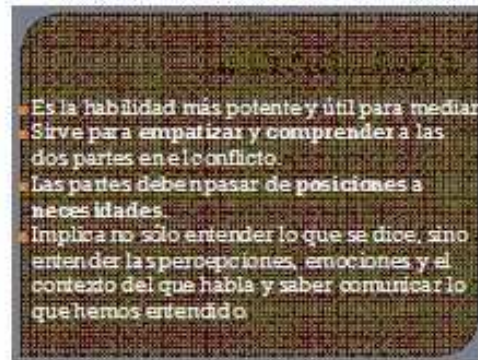 Es la habilidad más potente y útil para mediar
Sirve para empatizar y comprender a las
dos partes en el conflicto.
Las partes deben pasar de posiciones a
necesidades.
Implica no sólo entender lo que se dice, sino
entender las percepciones, emociones y el
contexto del que habla y saber comunicar lo
que hemos entendido.